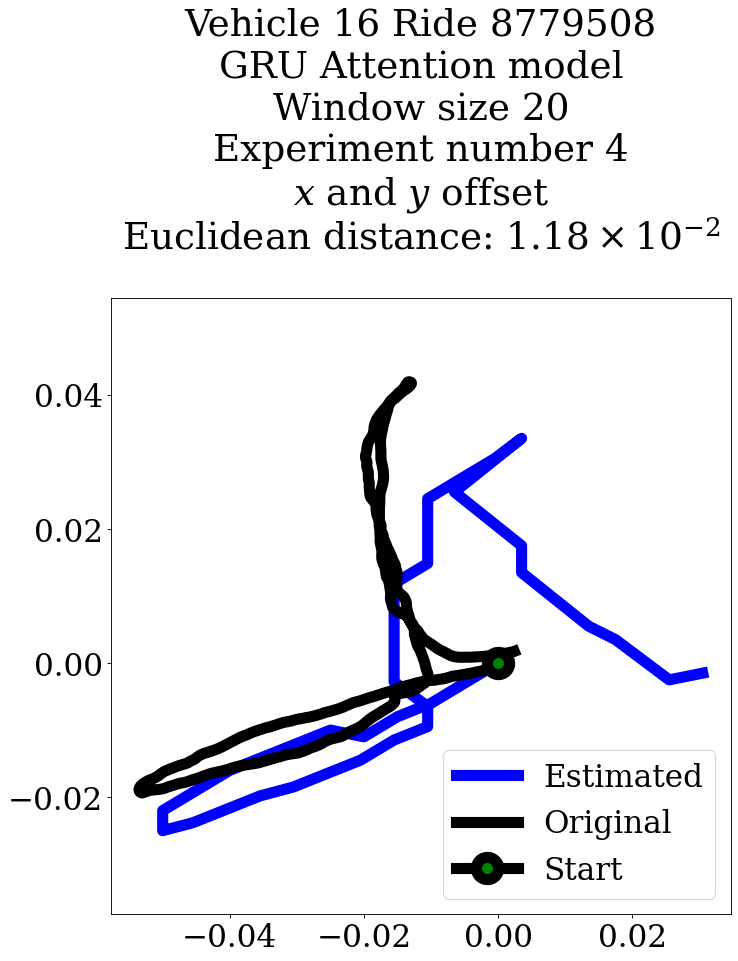 Vehicle 16 Ride 8779508
GRU Attention model
Window size 20
Experiment number 4
x and y offset
Euclidean distance: 1.18 × 10⁻²
0.04
0.02
0.00
−0.02
Estimated
Original
Start
−0.04 −0.02 0.00 0.02